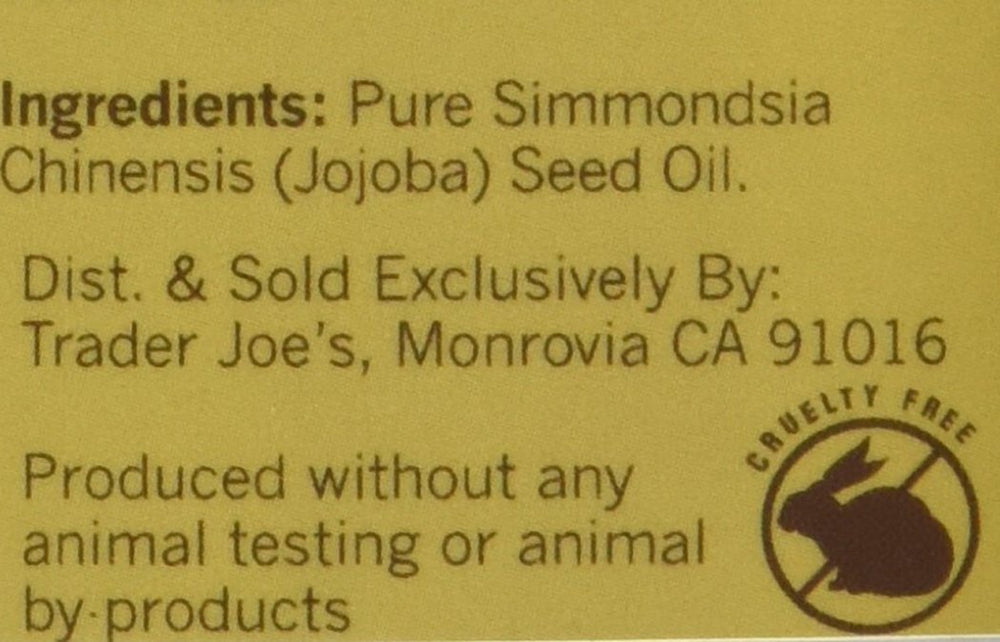 Ingredients: Pure Simmondsia
Chinensis (Jojoba) Seed Oil.
Dist. & Sold Exclusively By:
Trader Joe's, Monrovia CA 91016
CRUELTY FREE
Produced without any
animal testing or animal
by-products